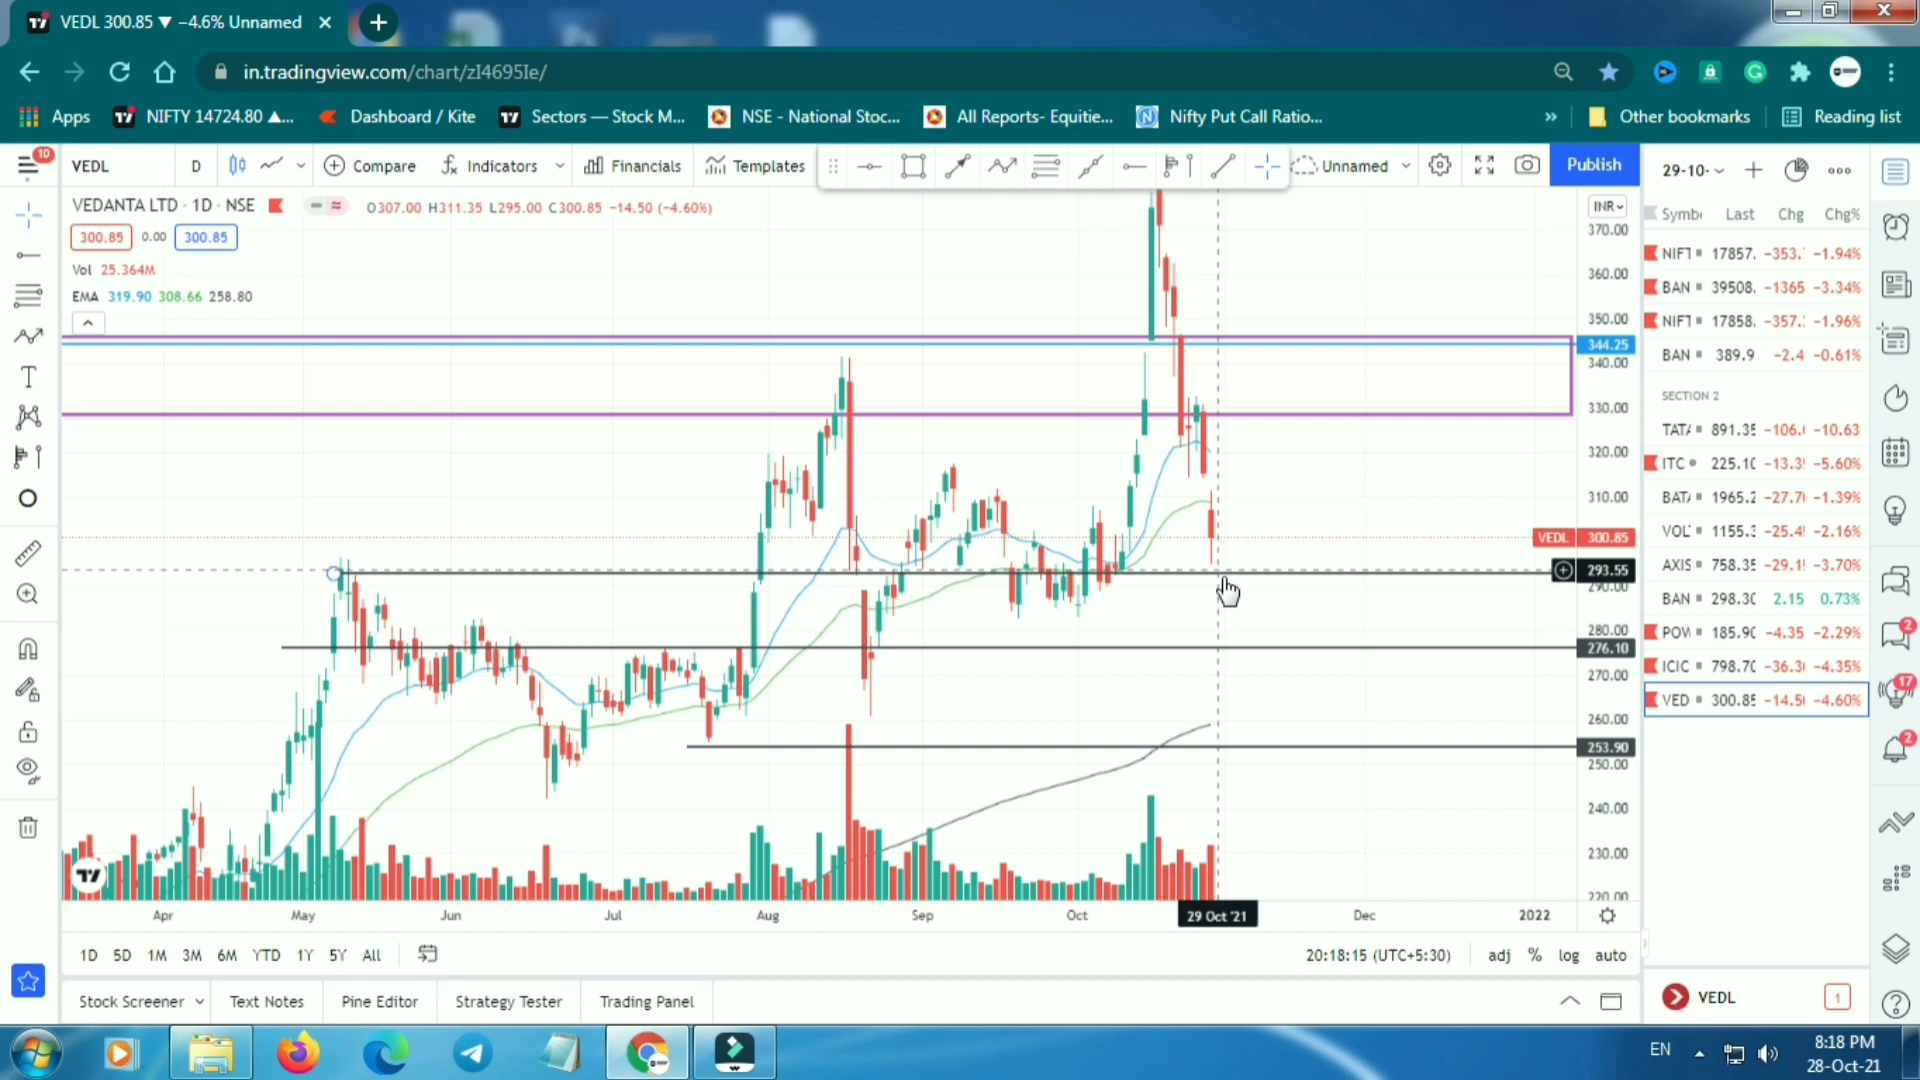 VEDL 300.85 ▼ −4.6% Unnamed
in.tradingview.com/chart/zI4695Ie/
Apps NIFTY 14724.80 ▲... Dashboard / Kite Sectors — Stock M... NSE - National Stoc... All Reports- Equitie... Nifty Put Call Ratio... » Other bookmarks Reading list
10 VEDL D Compare Indicators Financials Templates Unnamed Publish 29-10-
VEDANTA LTD · 1D · NSE O307.00 H311.35 L295.00 C300.85 −14.50 (−4.60%) INR
300.85 0.00 300.85
Vol 25.364M
EMA 319.90 308.66 258.80
370.00
360.00
350.00
344.25
340.00
330.00
320.00
310.00
VEDL 300.85
293.55
290.00
280.00
276.10
270.00
260.00
253.90
250.00
240.00
230.00
220.00
Apr May Jun Jul Aug Sep Oct 29 Oct '21 Dec 2022
1D 5D 1M 3M 6M YTD 1Y 5Y All 20:18:15 (UTC+5:30) adj % log auto
Stock Screener Text Notes Pine Editor Strategy Tester Trading Panel
Last Chg Chg%
NIFT 17857. −353. −1.94%
BAN 39508. −1365 −3.34%
NIFT 17858. −357. −1.96%
BAN 389.9 −2.4 −0.61%
SECTION 2
TATA 891.35 −106. −10.63
ITC 225.10 −13.3 −5.60%
BATA 1965.2 −27.7 −1.39%
VOL 1155.3 −25.4 −2.16%
AXIS 758.35 −29.1 −3.70%
BAN 298.30 2.15 0.73%
POW 185.90 −4.35 −2.29%
ICIC 798.70 −36.3 −4.35%
VED 300.85 −14.5 −4.60%
2
17
2
VEDL 1
EN 8:18 PM
28-Oct-21